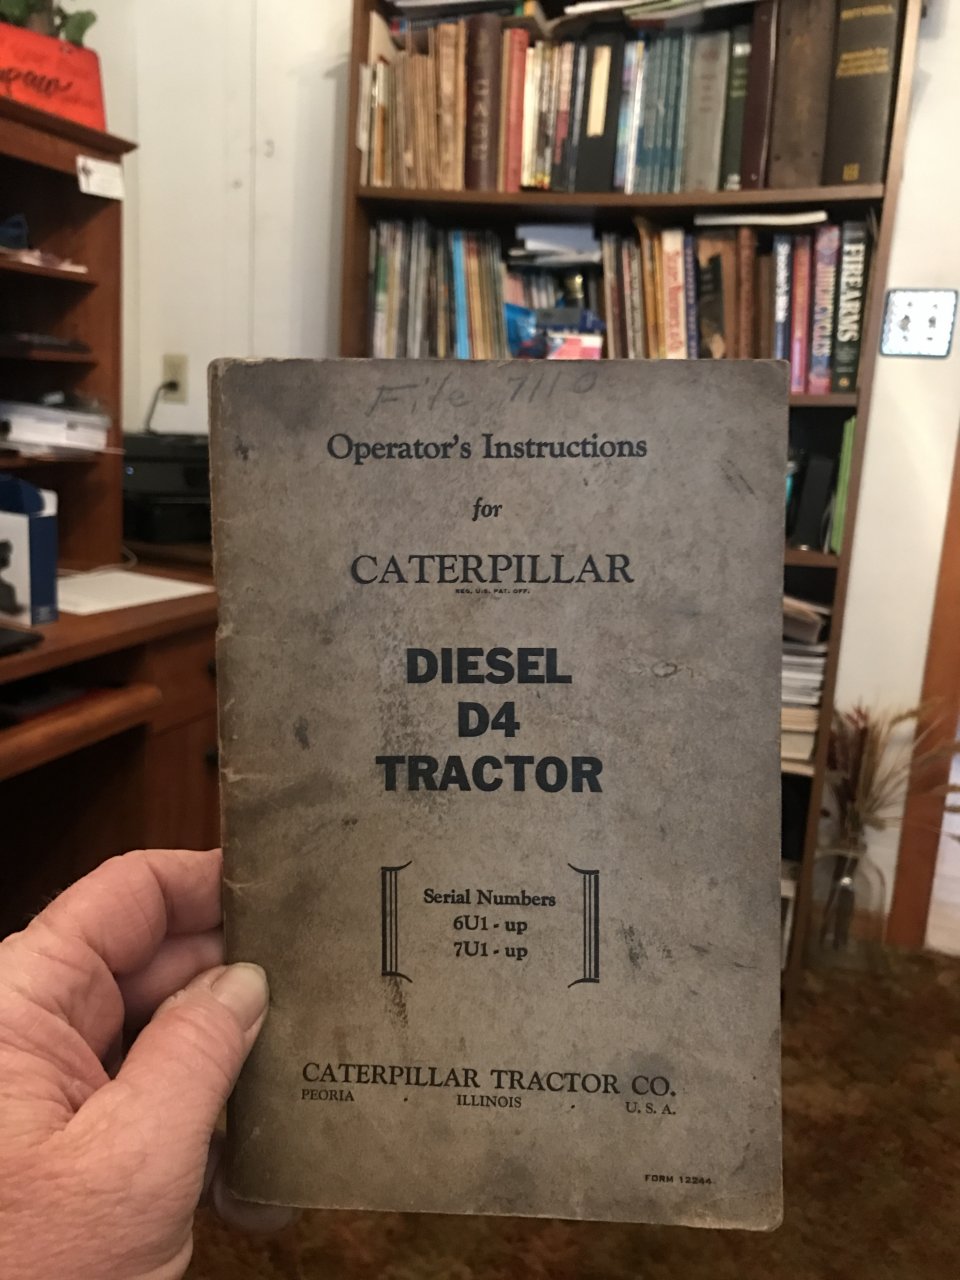 File 7110
Operator's Instructions
for
CATERPILLAR
REG. U.S. PAT. OFF.
DIESEL
D4
TRACTOR
Serial Numbers
6U1 - up
7U1 - up
CATERPILLAR TRACTOR CO.
PEORIA . ILLINOIS . U. S. A.
FORM 12244
FIREARMS